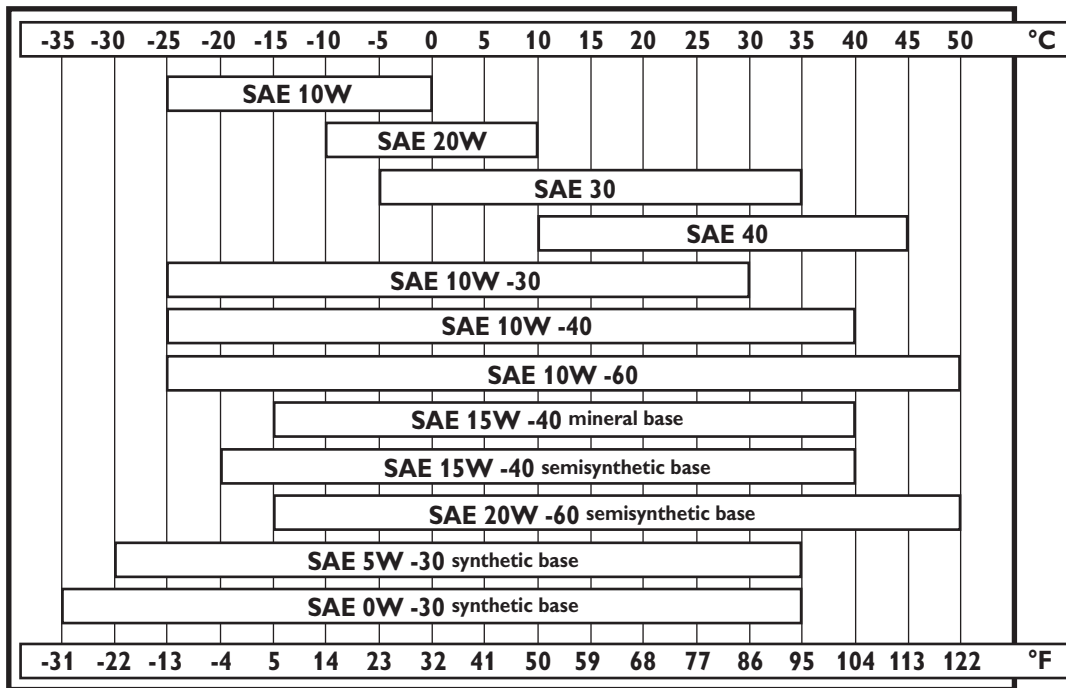 -35 -30 -25 -20 -15 -10 -5 0 5 10 15 20 25 30 35 40 45 50 °C
SAE 10W
SAE 20W
SAE 30
SAE 40
SAE 10W -30
SAE 10W -40
SAE 10W -60
SAE 15W -40 mineral base
SAE 15W -40 semisynthetic base
SAE 20W -60 semisynthetic base
SAE 5W -30 synthetic base
SAE 0W -30 synthetic base
-31 -22 -13 -4 5 14 23 32 41 50 59 68 77 86 95 104 113 122 °F